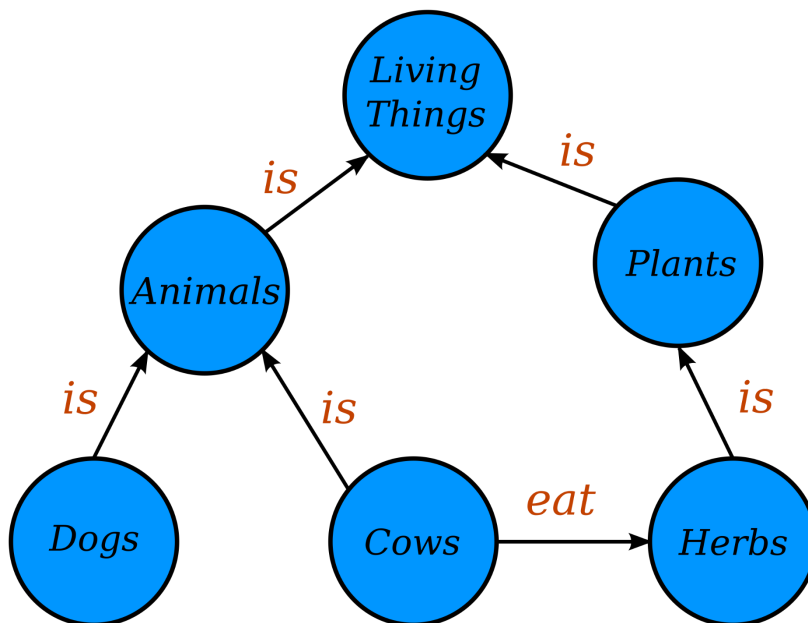 Living
Things
is
is
Animals
Plants
is
is
is
Dogs
Cows
eat
Herbs